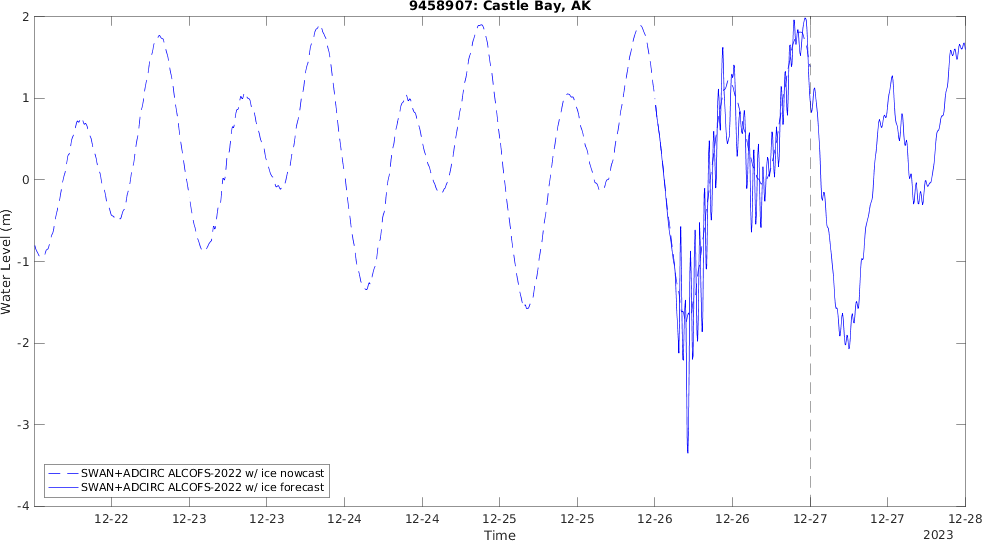 9458907: Castle Bay, AK
2
1
0
-1
-2
-3
-4
Water Level (m)
SWAN+ADCIRC ALCOFS-2022 w/ ice nowcast
SWAN+ADCIRC ALCOFS-2022 w/ ice forecast
12-22 12-23 12-23 12-24 12-24 12-25 12-25 12-26 12-26 12-27 12-27 12-28
Time
2023